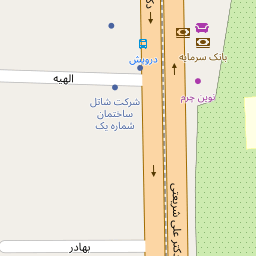 بانک سرمایه
درویش
الهیه
نوین چرم
شرکت شاتل
ساختمان
شماره یک
دکتر علی شریعتی
بهادر